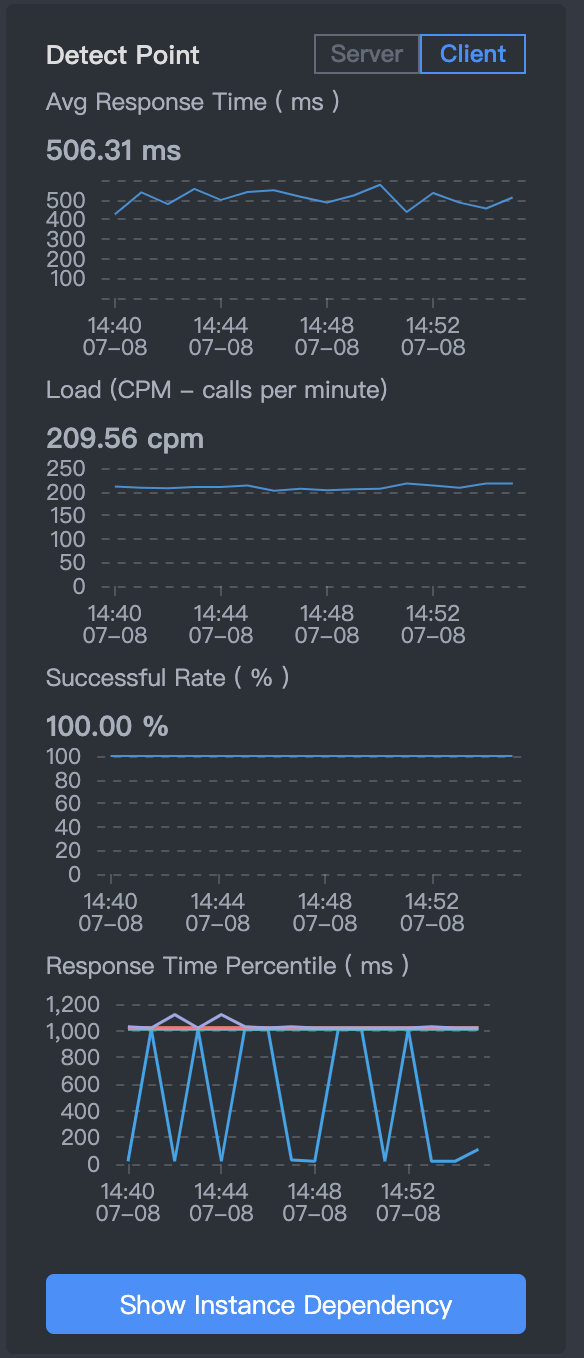 Detect Point
Server Client
Avg Response Time ( ms )
506.31 ms
500
400
300
200
100
14:40 14:44 14:48 14:52
07-08 07-08 07-08 07-08
Load (CPM - calls per minute)
209.56 cpm
250
200
150
100
50
0
14:40 14:44 14:48 14:52
07-08 07-08 07-08 07-08
Successful Rate ( % )
100.00 %
100
80
60
40
20
0
14:40 14:44 14:48 14:52
07-08 07-08 07-08 07-08
Response Time Percentile ( ms )
1,200
1,000
800
600
400
200
0
14:40 14:44 14:48 14:52
07-08 07-08 07-08 07-08
Show Instance Dependency